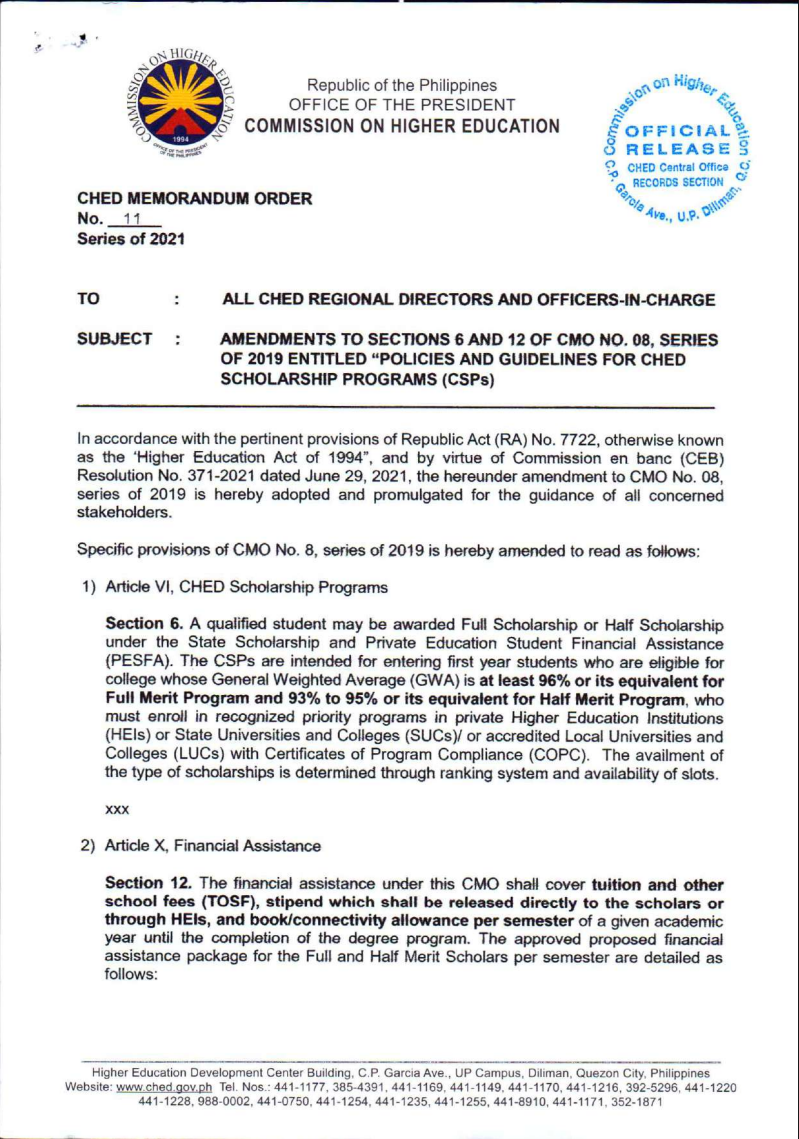 COMMISSION ON HIGHER EDUCATION
1994
OFFICE OF THE PRESIDENT
OF THE PHILIPPINES
Republic of the Philippines
OFFICE OF THE PRESIDENT
COMMISSION ON HIGHER EDUCATION
Commission on Higher Education
OFFICIAL
RELEASE
CHED Central Office
RECORDS SECTION
C.P. Garcia Ave., U.P. Diliman, Q.C.
CHED MEMORANDUM ORDER
No. 11
Series of 2021
TO : ALL CHED REGIONAL DIRECTORS AND OFFICERS-IN-CHARGE
SUBJECT : AMENDMENTS TO SECTIONS 6 AND 12 OF CMO NO. 08, SERIES
OF 2019 ENTITLED “POLICIES AND GUIDELINES FOR CHED
SCHOLARSHIP PROGRAMS (CSPs)
In accordance with the pertinent provisions of Republic Act (RA) No. 7722, otherwise known
as the ‘Higher Education Act of 1994”, and by virtue of Commission en banc (CEB)
Resolution No. 371-2021 dated June 29, 2021, the hereunder amendment to CMO No. 08,
series of 2019 is hereby adopted and promulgated for the guidance of all concerned
stakeholders.
Specific provisions of CMO No. 8, series of 2019 is hereby amended to read as follows:
1) Article VI, CHED Scholarship Programs
Section 6. A qualified student may be awarded Full Scholarship or Half Scholarship
under the State Scholarship and Private Education Student Financial Assistance
(PESFA). The CSPs are intended for entering first year students who are eligible for
college whose General Weighted Average (GWA) is at least 96% or its equivalent for
Full Merit Program and 93% to 95% or its equivalent for Half Merit Program, who
must enroll in recognized priority programs in private Higher Education Institutions
(HEIs) or State Universities and Colleges (SUCs)/ or accredited Local Universities and
Colleges (LUCs) with Certificates of Program Compliance (COPC). The availment of
the type of scholarships is determined through ranking system and availability of slots.
xxx
2) Article X, Financial Assistance
Section 12. The financial assistance under this CMO shall cover tuition and other
school fees (TOSF), stipend which shall be released directly to the scholars or
through HEIs, and book/connectivity allowance per semester of a given academic
year until the completion of the degree program. The approved proposed financial
assistance package for the Full and Half Merit Scholars per semester are detailed as
follows:
Higher Education Development Center Building, C.P. Garcia Ave., UP Campus, Diliman, Quezon City, Philippines
Website: www.ched.gov.ph Tel. Nos.: 441-1177, 385-4391, 441-1169, 441-1149, 441-1170, 441-1216, 392-5296, 441-1220
441-1228, 988-0002, 441-0750, 441-1254, 441-1235, 441-1255, 441-8910, 441-1171, 352-1871